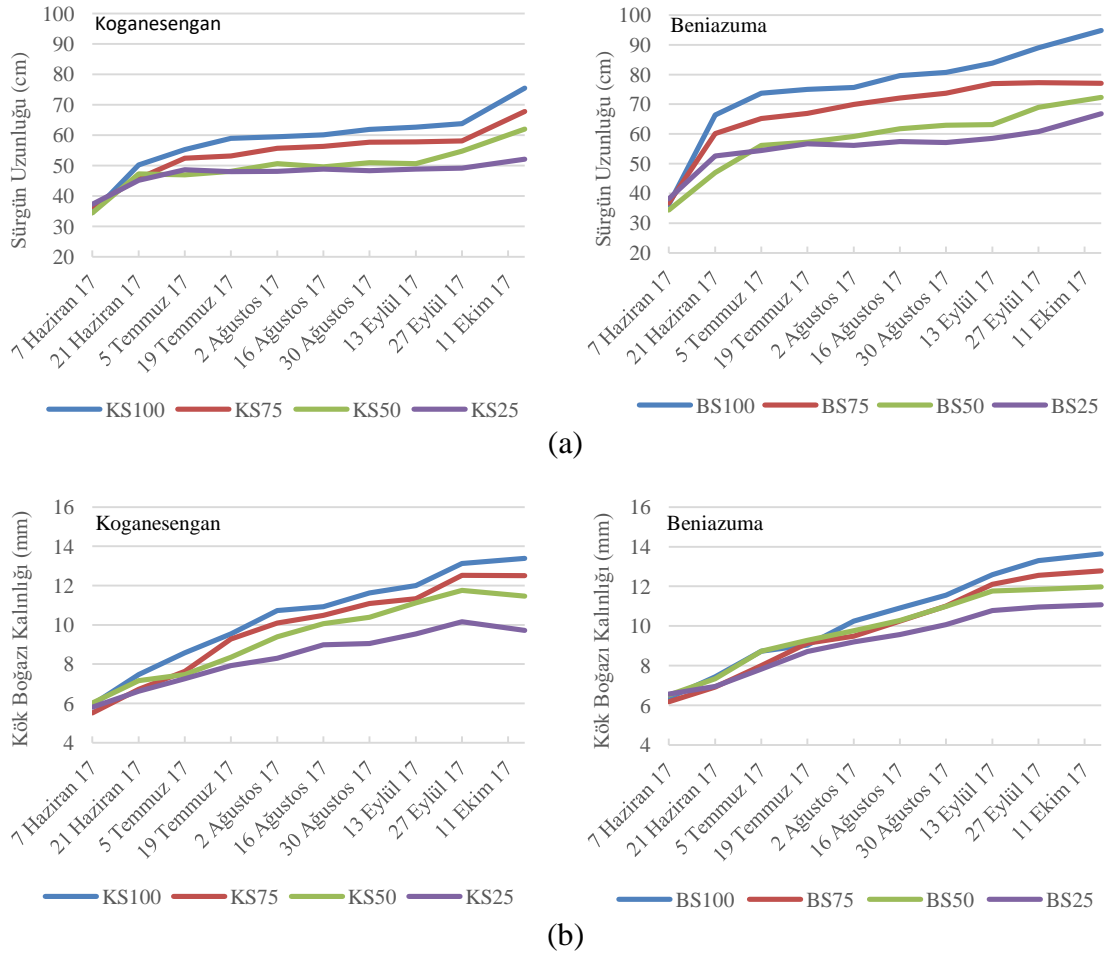 Koganesengan
Sürgün Uzunluğu (cm)
100
90
80
70
60
50
40
30
20
7 Haziran 17
21 Haziran 17
5 Temmuz 17
19 Temmuz 17
2 Ağustos 17
16 Ağustos 17
30 Ağustos 17
13 Eylül 17
27 Eylül 17
11 Ekim 17
KS100 KS75 KS50 KS25
Beniazuma
Sürgün Uzunluğu (cm)
100
90
80
70
60
50
40
30
20
7 Haziran 17
21 Haziran 17
5 Temmuz 17
19 Temmuz 17
2 Ağustos 17
16 Ağustos 17
30 Ağustos 17
13 Eylül 17
27 Eylül 17
11 Ekim 17
BS100 BS75 BS50 BS25
(a)
Koganesengan
Kök Boğazı Kalınlığı (mm)
16
14
12
10
8
6
4
7 Haziran 17
21 Haziran 17
5 Temmuz 17
19 Temmuz 17
2 Ağustos 17
16 Ağustos 17
30 Ağustos 17
13 Eylül 17
27 Eylül 17
11 Ekim 17
KS100 KS75 KS50 KS25
Beniazuma
Kök Boğazı Kalınlığı (mm)
16
14
12
10
8
6
4
7 Haziran 17
21 Haziran 17
5 Temmuz 17
19 Temmuz 17
2 Ağustos 17
16 Ağustos 17
30 Ağustos 17
13 Eylül 17
27 Eylül 17
11 Ekim 17
BS100 BS75 BS50 BS25
(b)